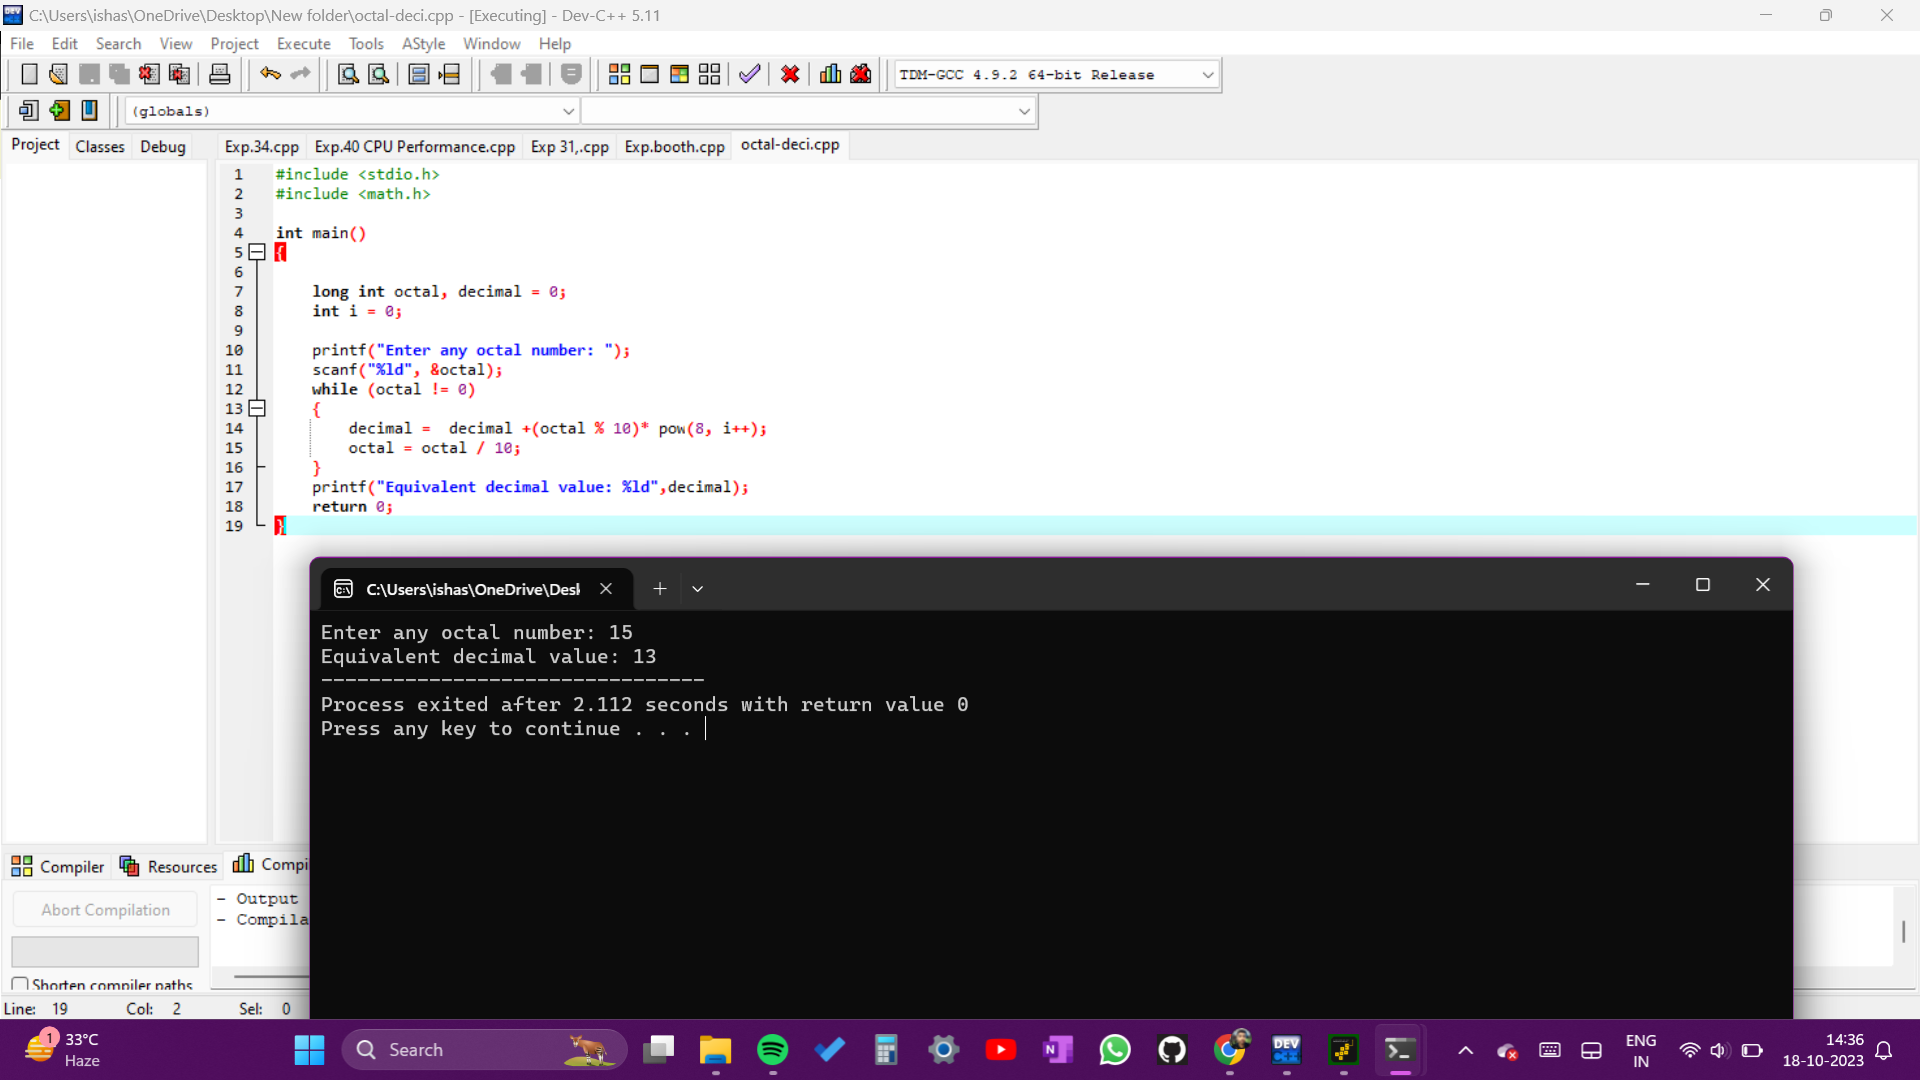 C:\Users\ishas\OneDrive\Desktop\New folder\octal-deci.cpp - [Executing] - Dev-C++ 5.11
File Edit Search View Project Execute Tools AStyle Window Help
TDM-GCC 4.9.2 64-bit Release
(globals)
Project Classes Debug
Exp.34.cpp Exp.40 CPU Performance.cpp Exp 31,.cpp Exp.booth.cpp octal-deci.cpp
1 #include <stdio.h>
2 #include <math.h>
3
4 int main()
5 {
6
7 long int octal, decimal = 0;
8 int i = 0;
9
10 printf("Enter any octal number: ");
11 scanf("%ld", &octal);
12 while (octal != 0)
13 {
14 decimal =  decimal +(octal % 10)* pow(8, i++);
15 octal = octal / 10;
16 }
17 printf("Equivalent decimal value: %ld",decimal);
18 return 0;
19 }
C:\Users\ishas\OneDrive\Desl
Enter any octal number: 15
Equivalent decimal value: 13
--------------------------------
Process exited after 2.112 seconds with return value 0
Press any key to continue . . .
Compiler Resources Compi
Abort Compilation
- Output
- Compila
Shorten compiler paths
Line: 19 Col: 2 Sel: 0
1
33°C
Haze
Search
DEV C++
ENG
IN
14:36
18-10-2023